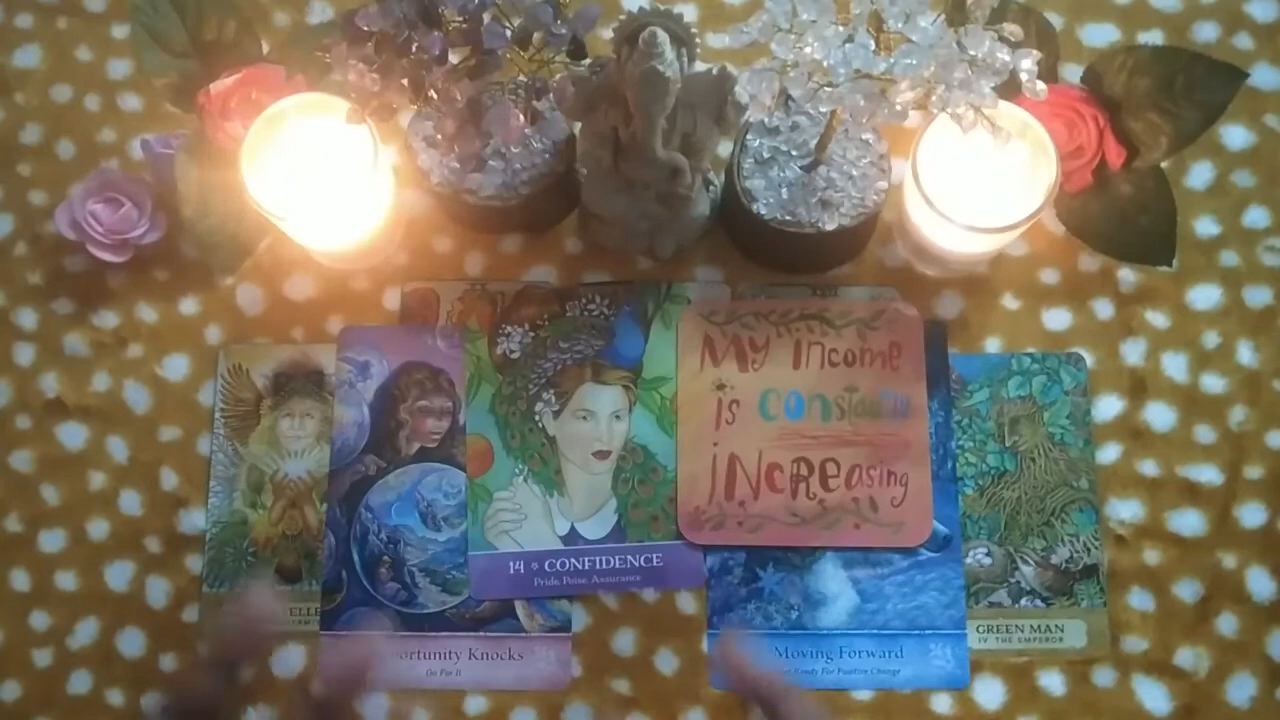 My income
is constantly
iNCREasing
14 CONFIDENCE
Pride, Poise, Assurance
ELLE
ortunity Knocks
Go For It
Moving Forward
Ready For Positive Change
GREEN MAN
IV THE EMPEROR